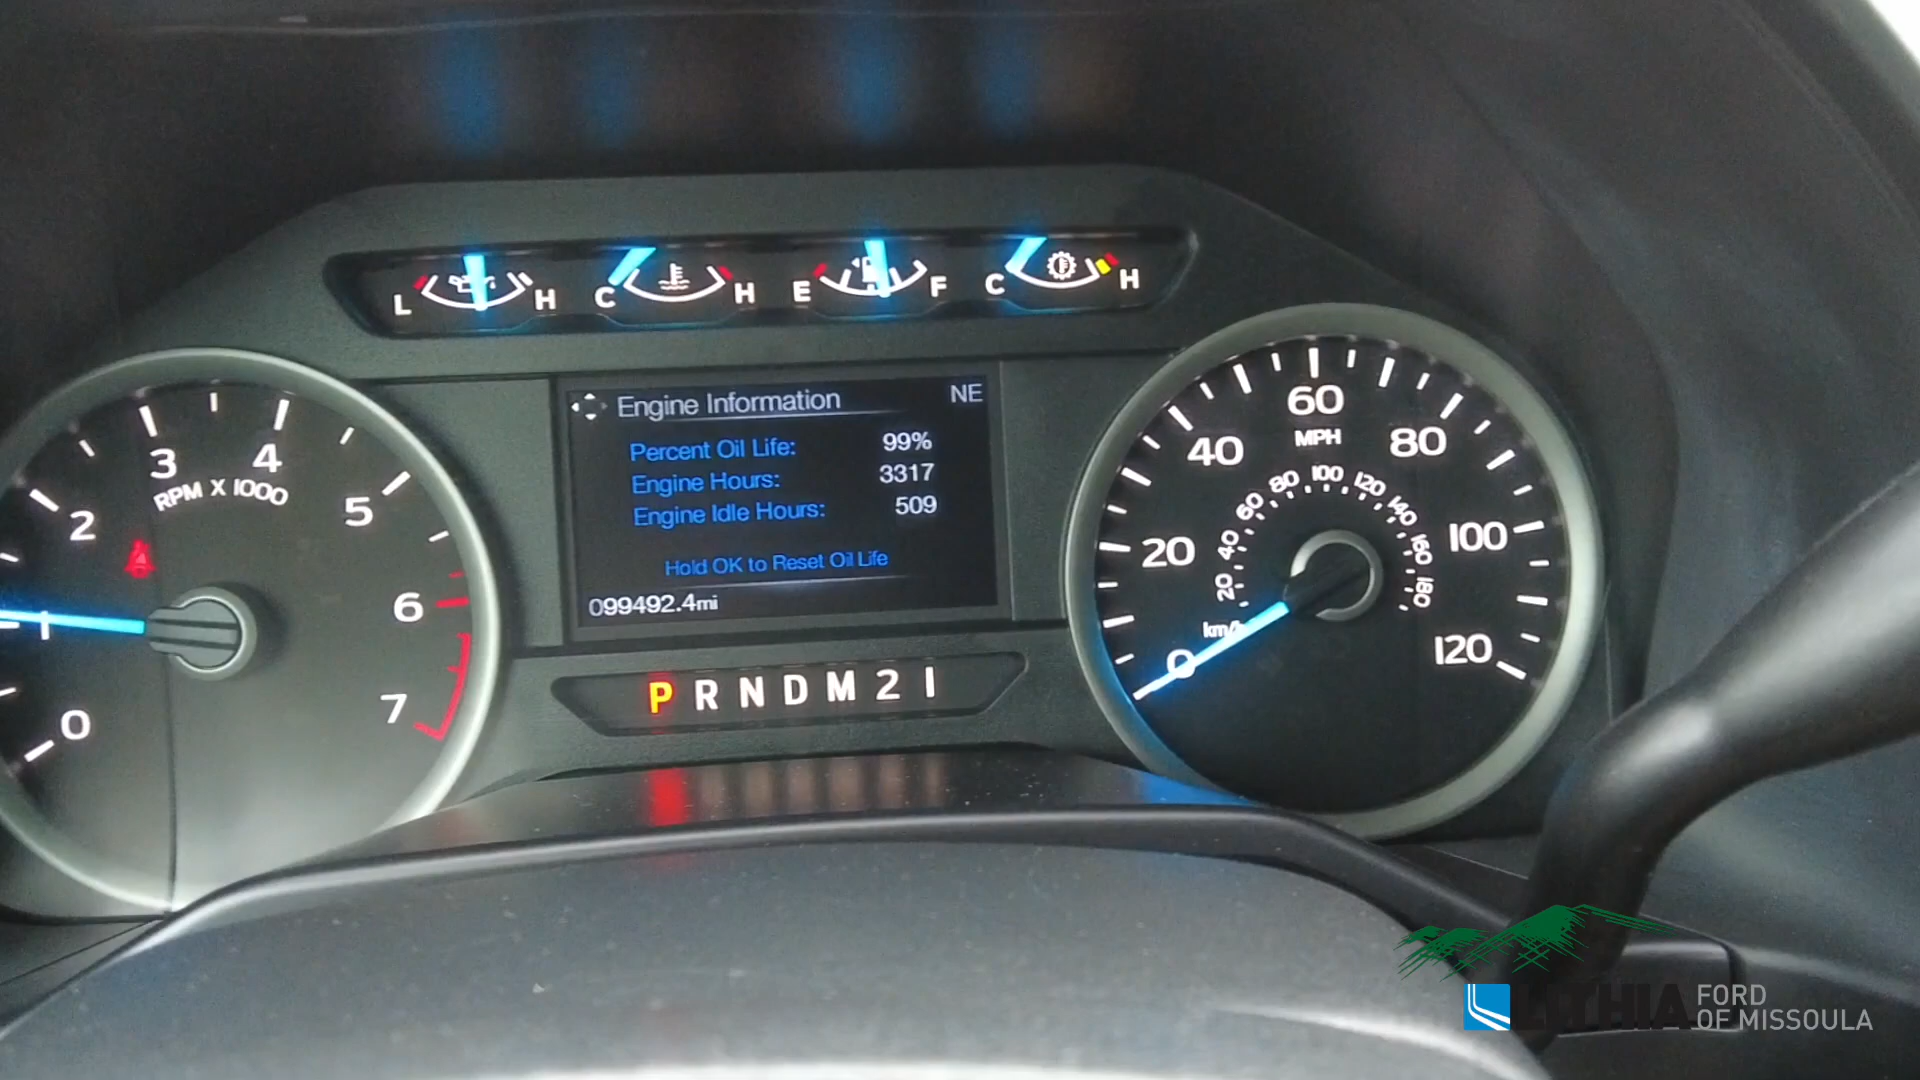 L H C H E F C H
Engine Information NE
Percent Oil Life: 99%
Engine Hours: 3317
Engine Idle Hours: 509
Hold OK to Reset Oil Life
099492.4mi
P R N D M 2 1
0 1 2 3 4 5 6 7
RPM X 1000
0 20 40 60 80 100 120
MPH
20 40 60 80 100 120 140 160 180
km/h
LITHIA FORD
OF MISSOULA